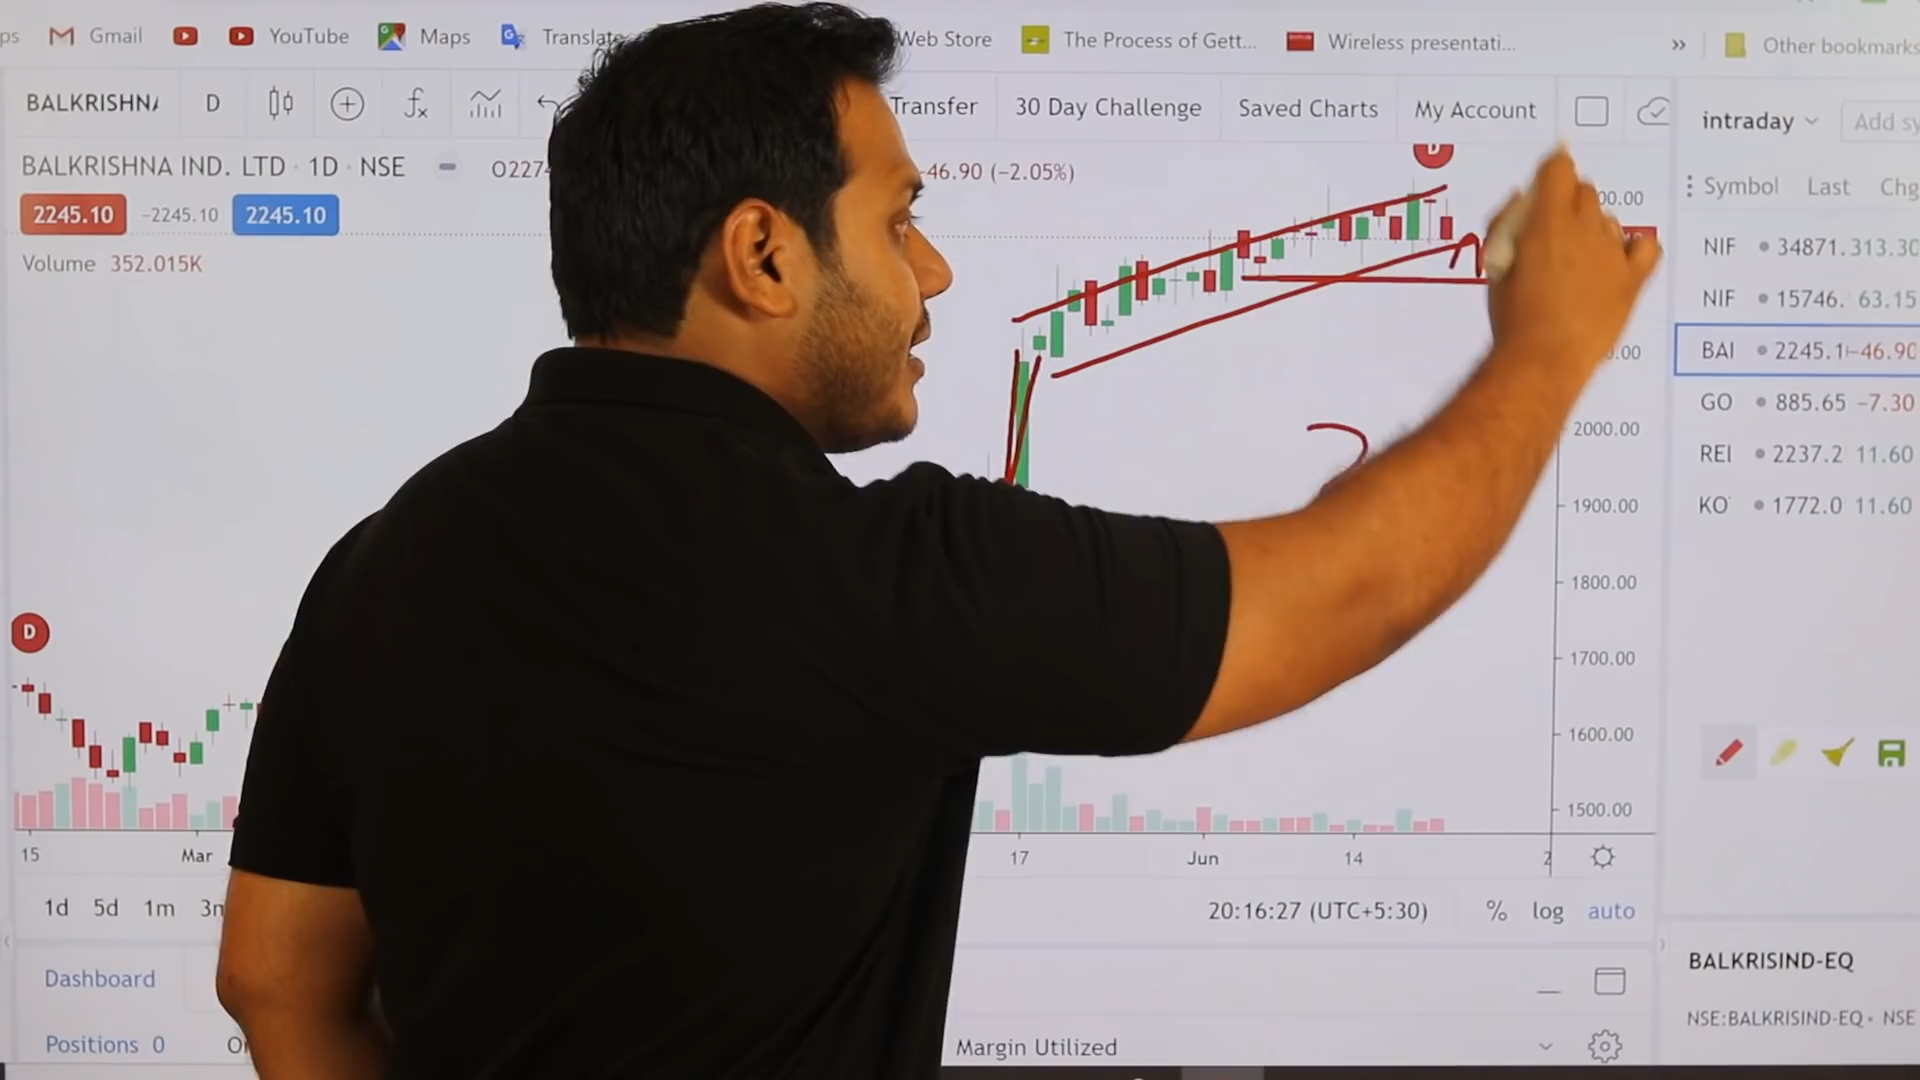 Gmail YouTube Maps Translate Web Store The Process of Gett... Wireless presentati... » Other bookmarks
D fx Transfer 30 Day Challenge Saved Charts My Account intraday
BALKRISHNA IND. LTD · 1D · NSE -46.90 (-2.05%) D
Symbol Last Chg
2245.10 -2245.10 2245.10
Volume 352.015K
NIF 34871. 313.30
NIF 15746. 63.15
BAI 2245.1 -46.90
GO 885.65 -7.30
REI 2237.2 11.60
KO 1772.0 11.60
2000.00
1900.00
1800.00
1700.00
1600.00
1500.00
D
15 Mar 17 Jun 14
1d 5d 1m 20:16:27 (UTC+5:30) % log auto
Dashboard
BALKRISIND-EQ
NSE:BALKRISIND-EQ • NSE
Positions 0 Margin Utilized